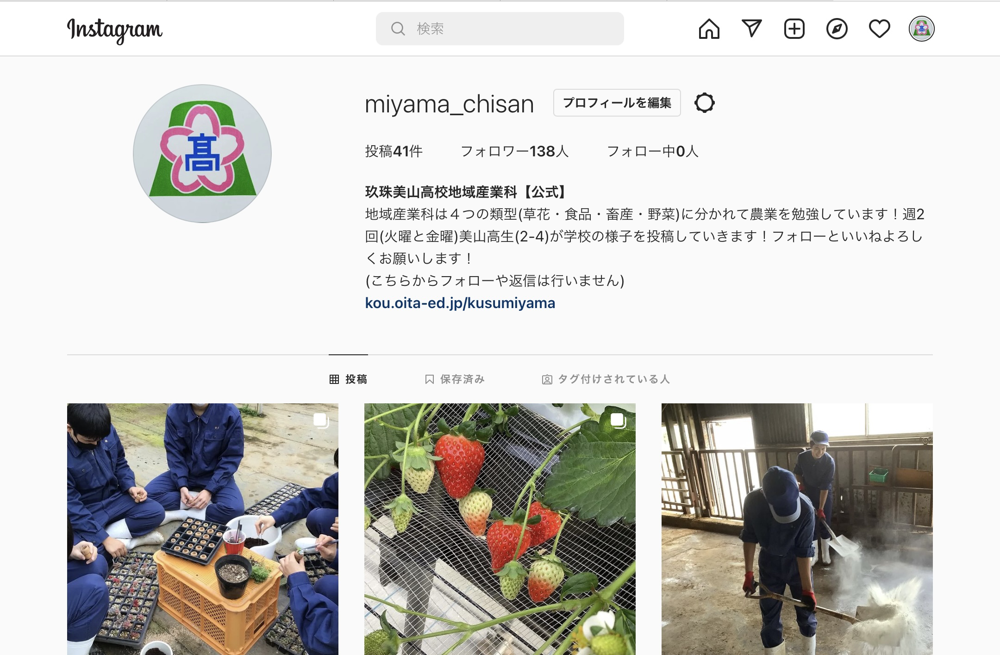 Instagram
検索
miyama_chisan
プロフィールを編集
投稿41件
フォロワー138人
フォロー中0人
髙
玖珠美山高校地域産業科【公式】
地域産業科は４つの類型(草花・食品・畜産・野菜)に分かれて農業を勉強しています！週2
回(火曜と金曜)美山高生(2-4)が学校の様子を投稿していきます！フォローといいねよろし
くお願いします！
(こちらからフォローや返信は行いません)
kou.oita-ed.jp/kusumiyama
投稿
保存済み
タグ付けされている人